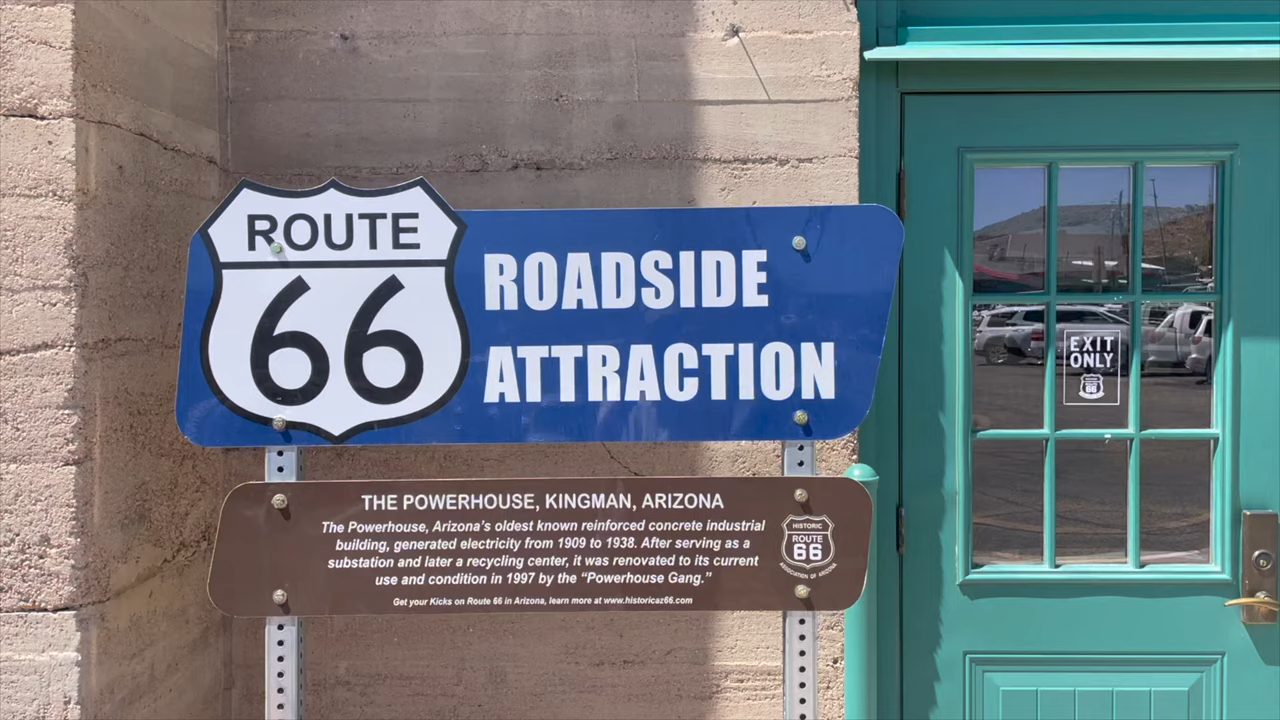 ROUTE
66
ROADSIDE
ATTRACTION
THE POWERHOUSE, KINGMAN, ARIZONA
The Powerhouse, Arizona's oldest known reinforced concrete industrial
building, generated electricity from 1909 to 1938. After serving as a
substation and later a recycling center, it was renovated to its current
use and condition in 1997 by the “Powerhouse Gang.”
Get your Kicks on Route 66 in Arizona, learn more at www.historicaz66.com
HISTORIC
ROUTE
66
ASSOCIATION OF ARIZONA
EXIT
ONLY
66